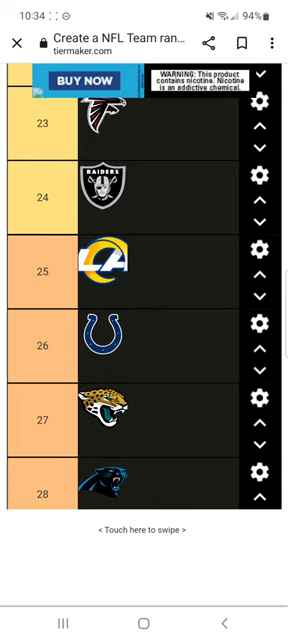 10:34
94%
Create a NFL Team ran...
tiermaker.com
BUY NOW
WARNING: This product
contains nicotine. Nicotine
is an addictive chemical.
23
24
RAIDERS
25
LA
26
27
28
< Touch here to swipe >